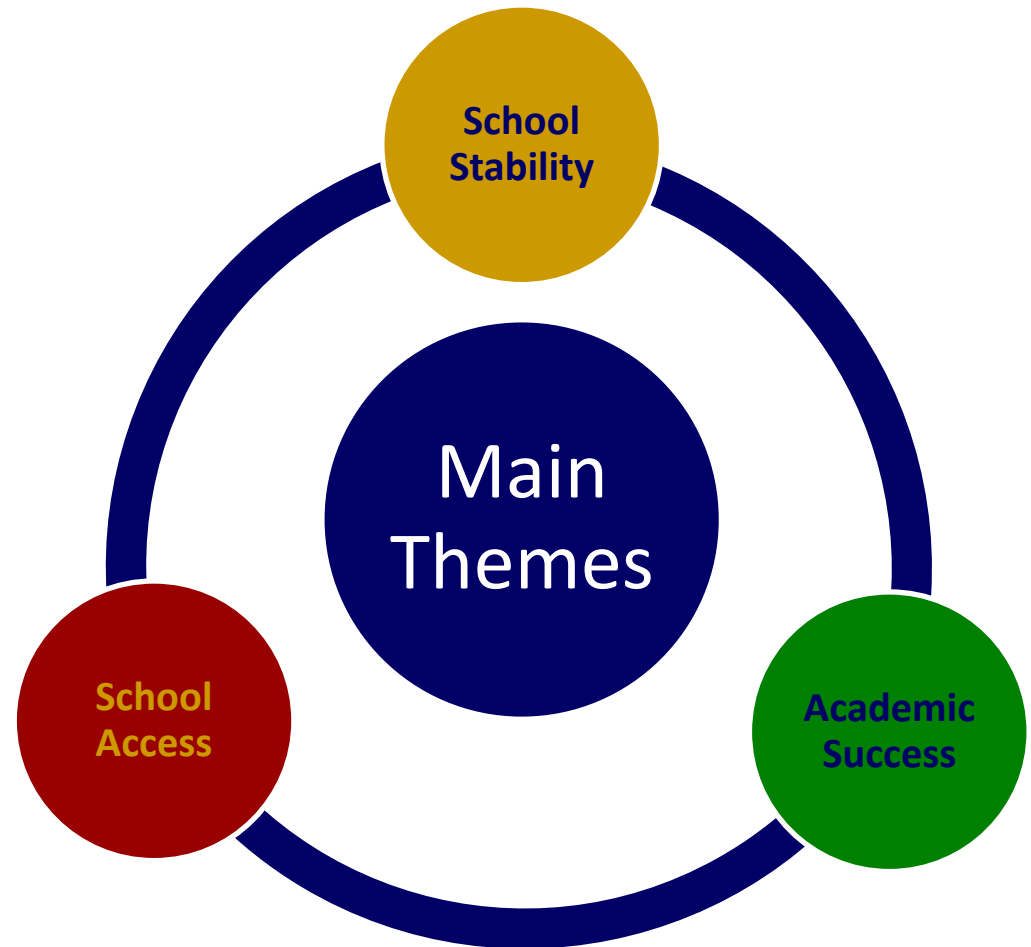 School
Stability
Main
Themes
School
Access
Academic
Success